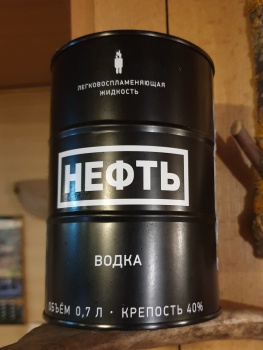 ЛЕГКОВОСПЛАМЕНЯЮЩАЯ
ЖИДКОСТЬ
НЕФТЬ
ВОДКА
ОБЪЁМ 0,7 Л · КРЕПОСТЬ 40%